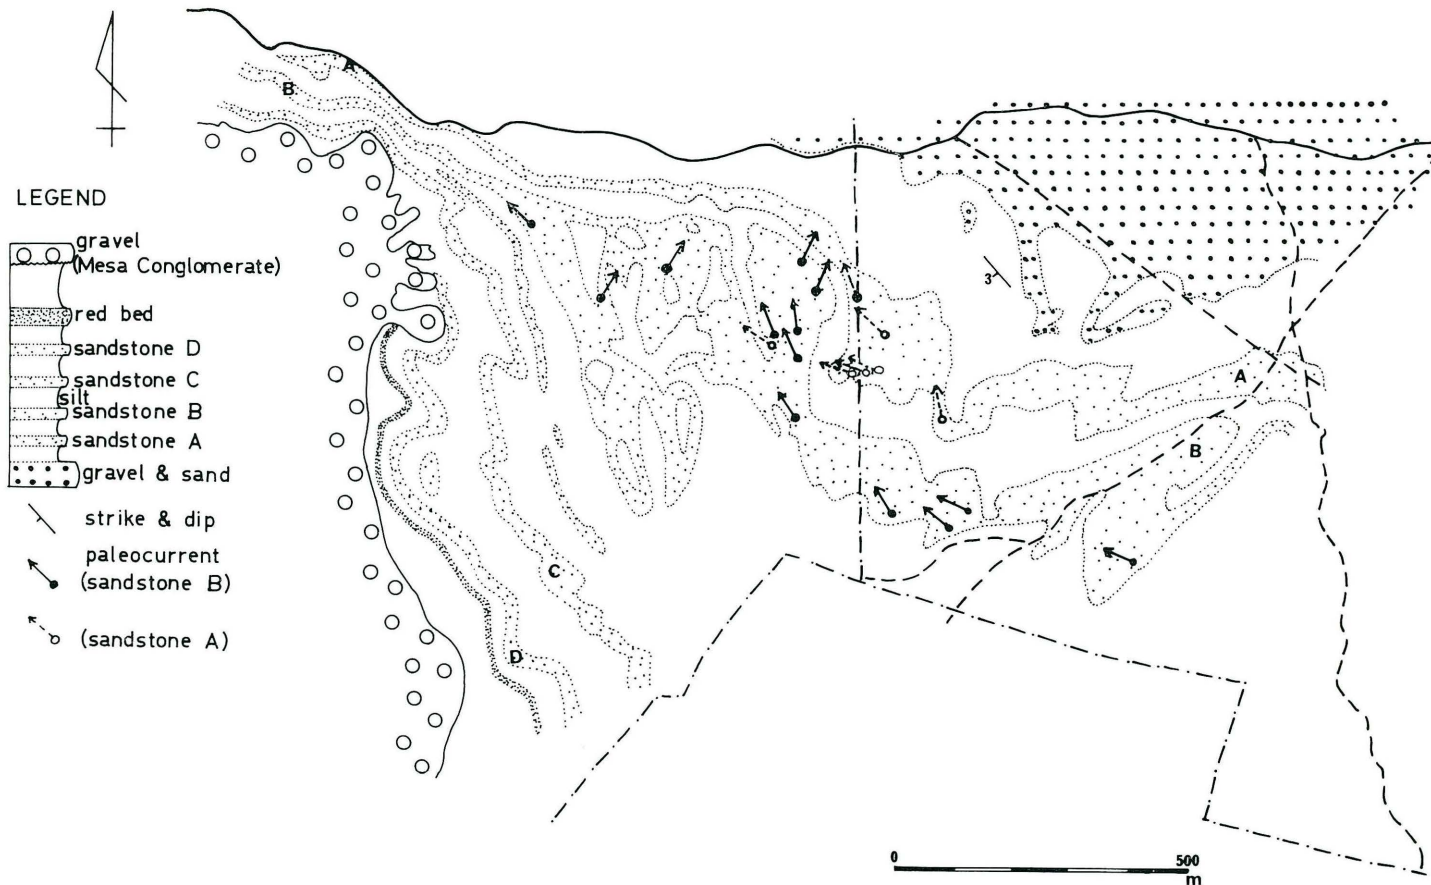 A
B
LEGEND
gravel
(Mesa Conglomerate)
red bed
sandstone D
sandstone C
silt
sandstone B
sandstone A
gravel & sand
strike & dip
paleocurrent
(sandstone B)
(sandstone A)
3
A
B
C
D
0 500
m